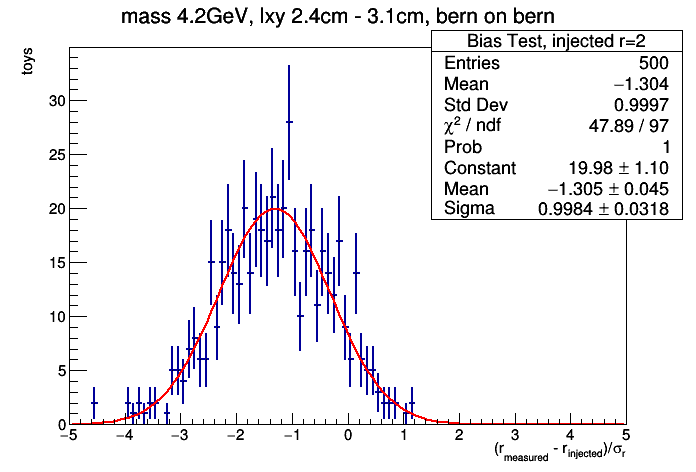 mass 4.2GeV, lxy 2.4cm - 3.1cm, bern on bern
Bias Test, injected r=2
Entries 500
Mean −1.304
Std Dev 0.9997
χ² / ndf 47.89 / 97
Prob 1
Constant 19.98 ± 1.10
Mean −1.305 ± 0.045
Sigma 0.9984 ± 0.0318
toys
30
25
20
15
10
5
0
−5 −4 −3 −2 −1 0 1 2 3 4 5
(r_measured - r_injected)/σ_r